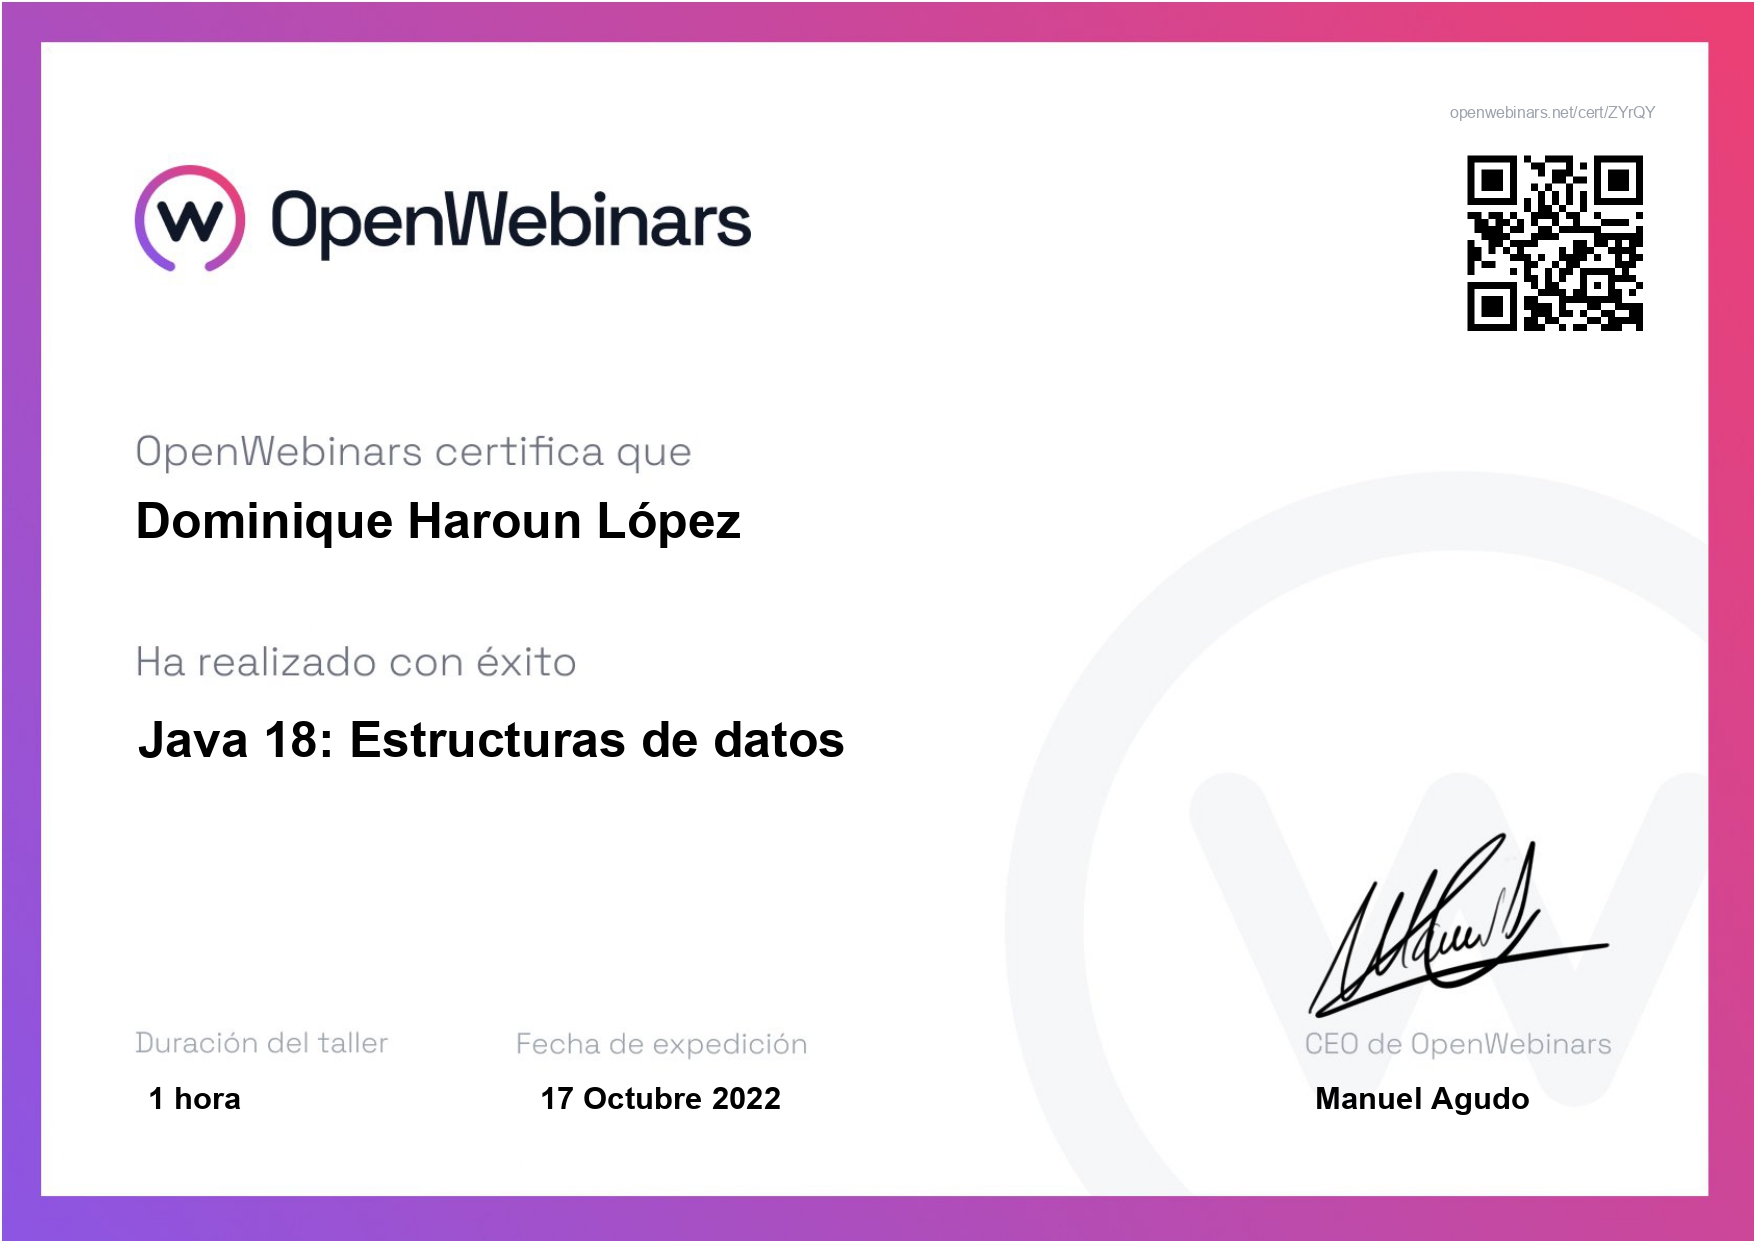 openwebinars.net/cert/ZYrQY
OpenWebinars
OpenWebinars certifica que
Dominique Haroun López
Ha realizado con éxito
Java 18: Estructuras de datos
Duración del taller
1 hora
Fecha de expedición
17 Octubre 2022
CEO de OpenWebinars
Manuel Agudo